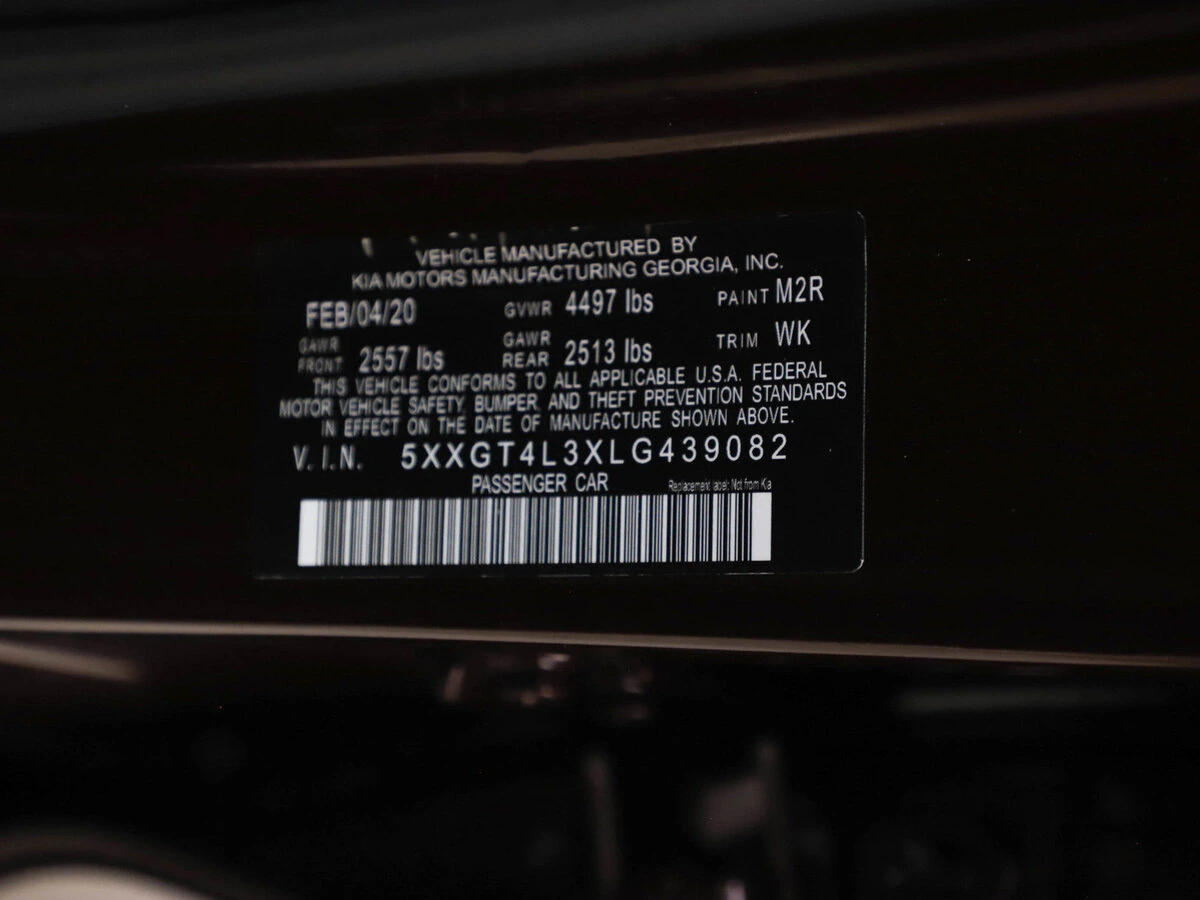 VEHICLE MANUFACTURED BY
KIA MOTORS MANUFACTURING GEORGIA, INC.
FEB/04/20 GVWR 4497 lbs PAINT M2R
GAWR FRONT 2557 lbs GAWR REAR 2513 lbs TRIM WK
THIS VEHICLE CONFORMS TO ALL APPLICABLE U.S.A. FEDERAL
MOTOR VEHICLE SAFETY, BUMPER, AND THEFT PREVENTION STANDARDS
IN EFFECT ON THE DATE OF MANUFACTURE SHOWN ABOVE.
V.I.N. 5XXGT4L3XLG439082
PASSENGER CAR Replacement label: Not from Kia